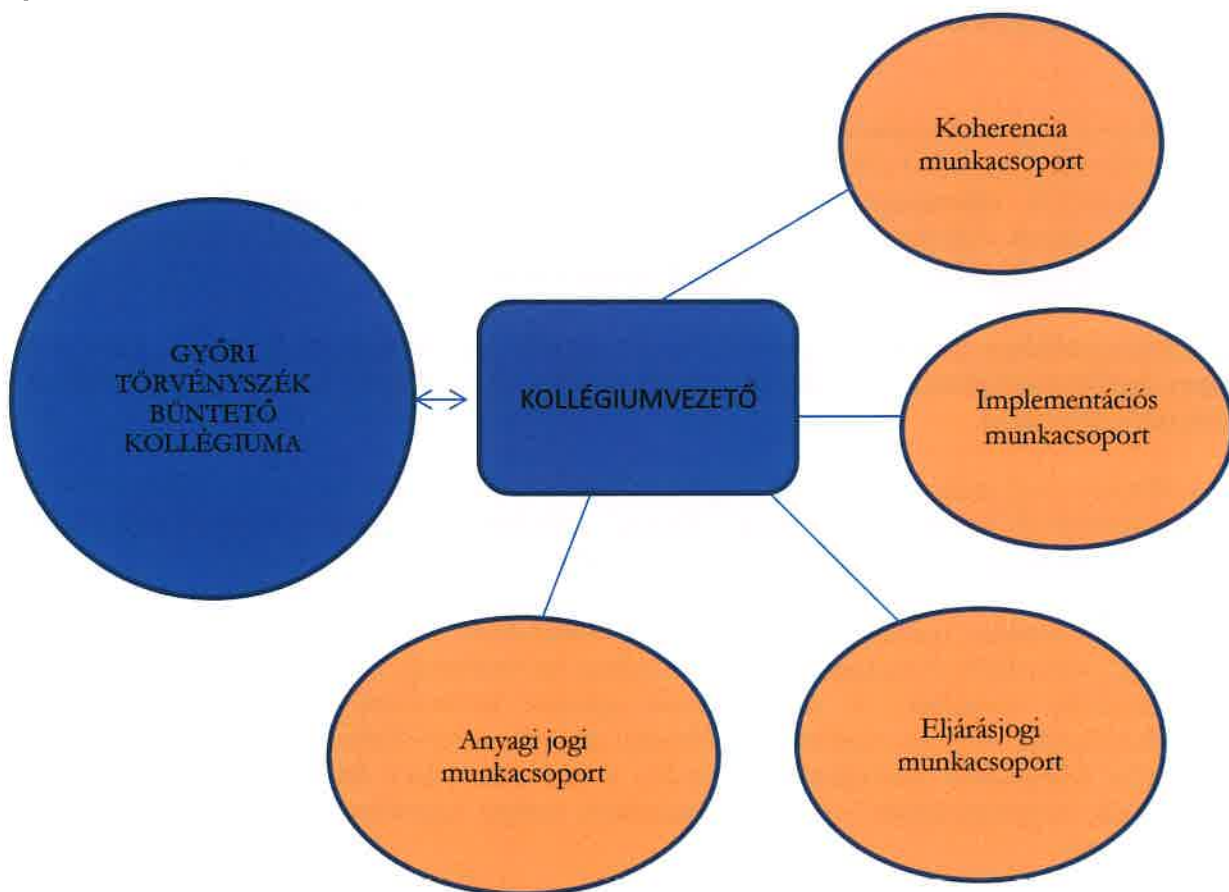 GYŐRI
TÖRVÉNYSZÉK
BÜNTETŐ
KOLLÉGIUMA
KOLLÉGIUMVEZETŐ
Koherencia
munkacsoport
Implementációs
munkacsoport
Eljárásjogi
munkacsoport
Anyagi jogi
munkacsoport